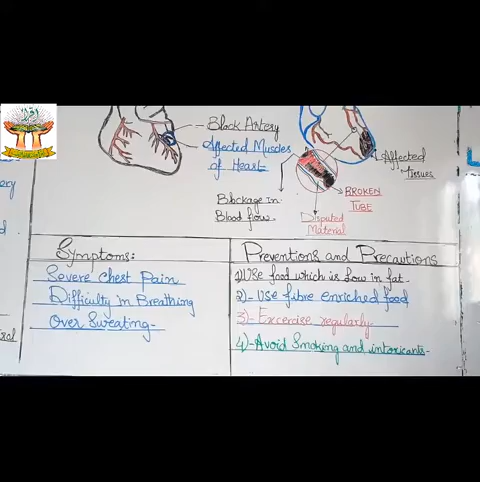 Block Artery
Affected Muscles
of Heart
Affected
tissues
Blockage In
Blood flow.
BROKEN
TUBE
Disputed
Material
Symptoms:
Severe Chest Pain
Difficulty In Breathing
Over Sweating-
Preventions and Precautions
1) Use food which is Low in fat-
2)- Use fibre enriched food
3)- Excercise regularly
4)- Avoid Smoking and intoxicants-